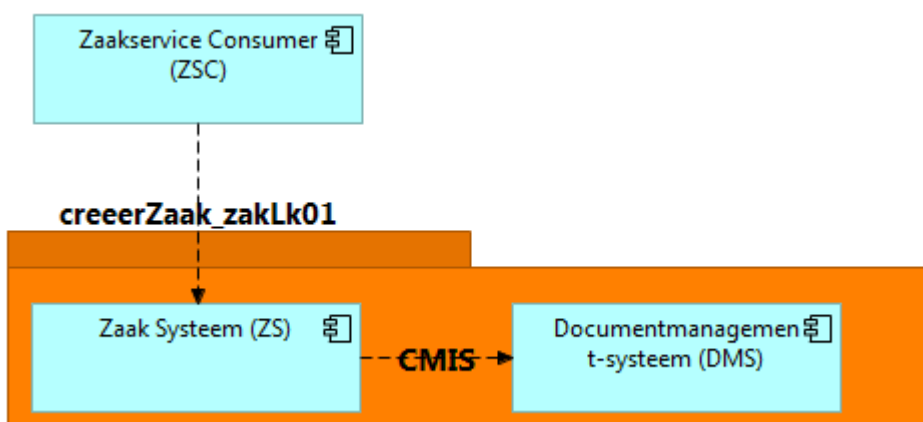 Zaakservice Consumer
(ZSC)
creeerZaak_zakLk01
Zaak Systeem (ZS)
CMIS
Documentmanagemen
t-systeem (DMS)